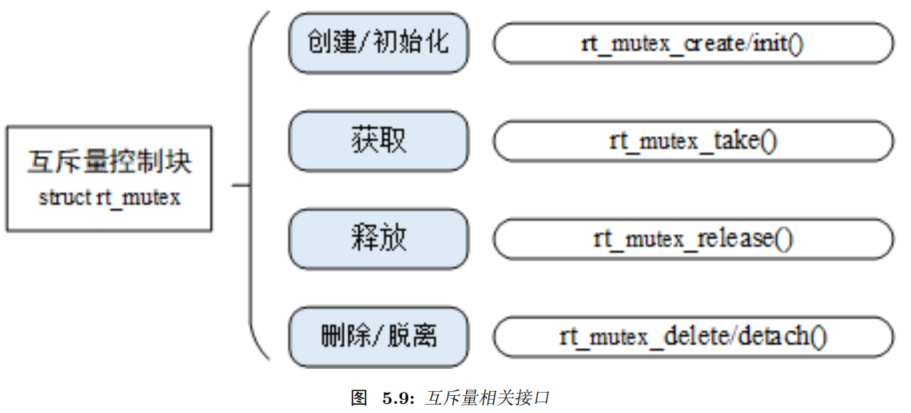 互斥量控制块
struct rt_mutex
创建/初始化
rt_mutex_create/init()
获取
rt_mutex_take()
释放
rt_mutex_release()
删除/脱离
rt_mutex_delete/detach()
图 5.9: 互斥量相关接口